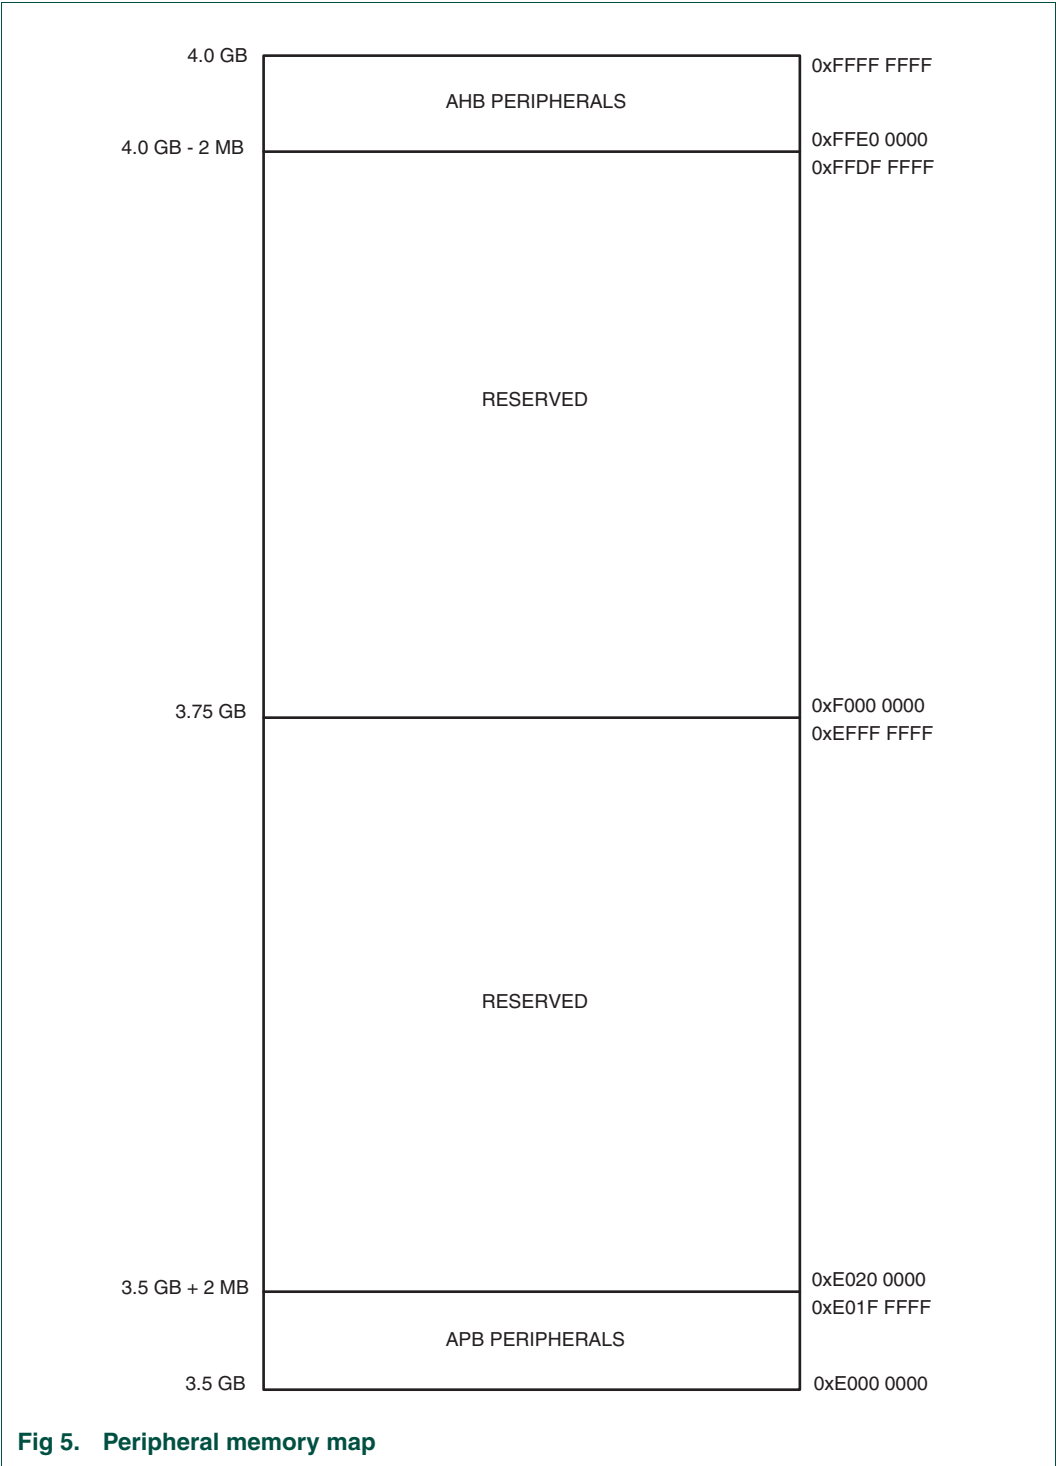 4.0 GB
0xFFFF FFFF
AHB PERIPHERALS
4.0 GB - 2 MB
0xFFE0 0000
0xFFDF FFFF
RESERVED
3.75 GB
0xF000 0000
0xEFFF FFFF
RESERVED
3.5 GB + 2 MB
0xE020 0000
0xE01F FFFF
APB PERIPHERALS
3.5 GB
0xE000 0000
Fig 5. Peripheral memory map